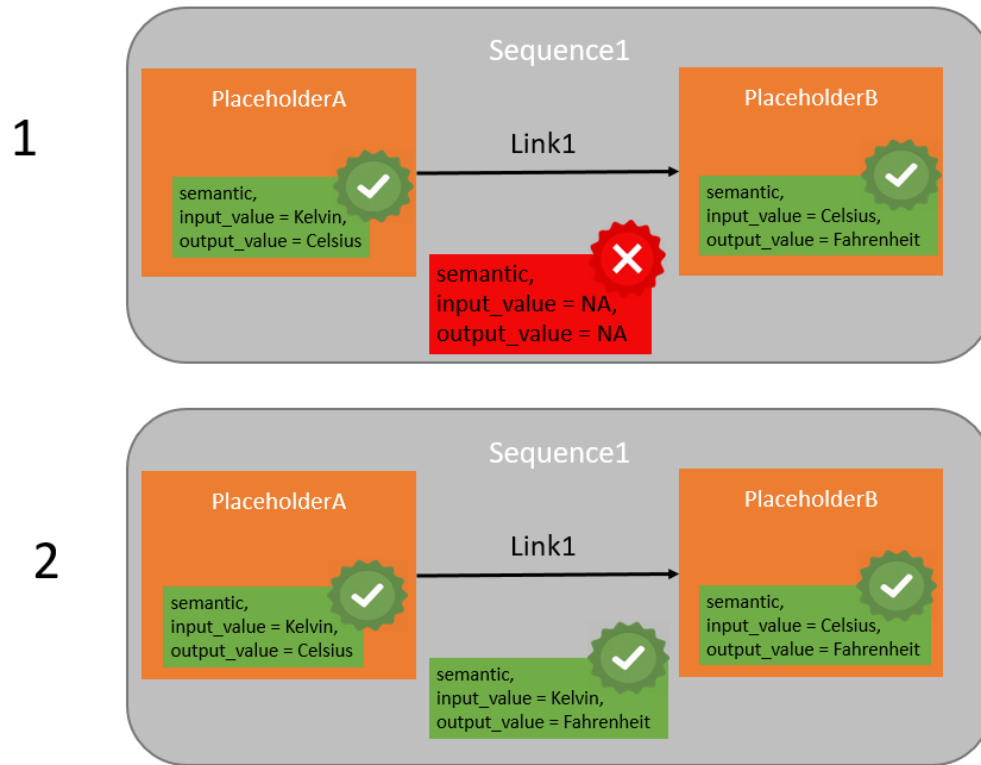 1
Sequence1
PlaceholderA
semantic,
input_value = Kelvin,
output_value = Celsius
Link1
semantic,
input_value = NA,
output_value = NA
PlaceholderB
semantic,
input_value = Celsius,
output_value = Fahrenheit
2
Sequence1
PlaceholderA
semantic,
input_value = Kelvin,
output_value = Celsius
Link1
semantic,
input_value = Kelvin,
output_value = Fahrenheit
PlaceholderB
semantic,
input_value = Celsius,
output_value = Fahrenheit